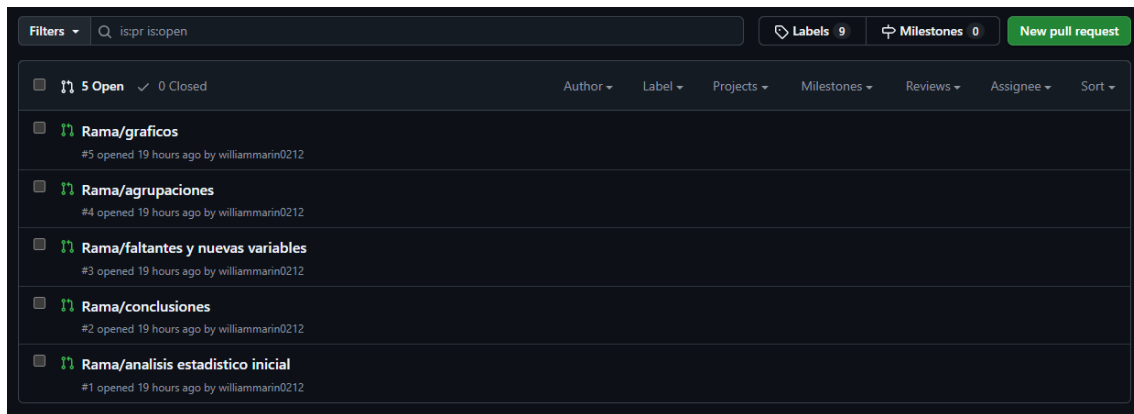 Filters is:pr is:open Labels 9 Milestones 0 New pull request
5 Open 0 Closed Author Label Projects Milestones Reviews Assignee Sort
Rama/graficos
#5 opened 19 hours ago by williammarin0212
Rama/agrupaciones
#4 opened 19 hours ago by williammarin0212
Rama/faltantes y nuevas variables
#3 opened 19 hours ago by williammarin0212
Rama/conclusiones
#2 opened 19 hours ago by williammarin0212
Rama/analisis estadistico inicial
#1 opened 19 hours ago by williammarin0212